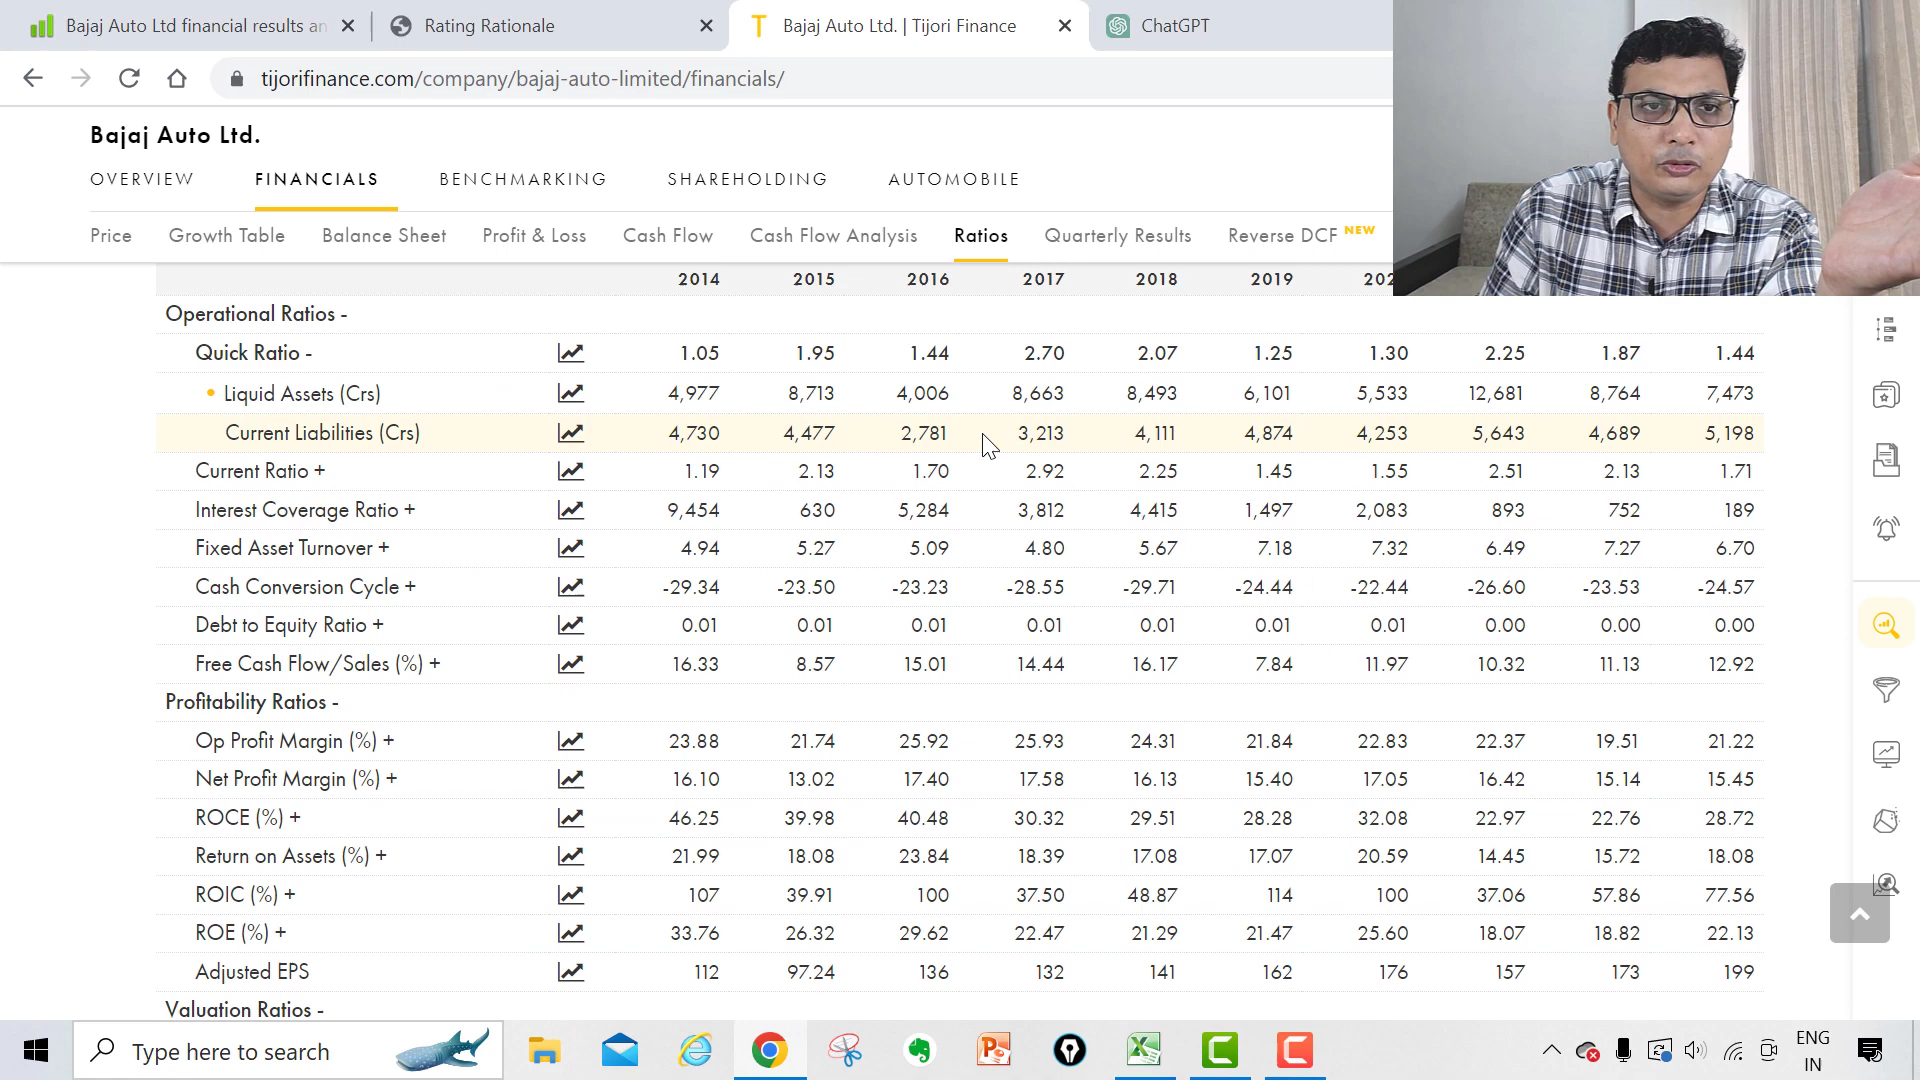 Bajaj Auto Ltd financial results an
Rating Rationale
Bajaj Auto Ltd. | Tijori Finance
ChatGPT
tijorifinance.com/company/bajaj-auto-limited/financials/
Bajaj Auto Ltd.
OVERVIEW FINANCIALS BENCHMARKING SHAREHOLDING AUTOMOBILE
Price Growth Table Balance Sheet Profit & Loss Cash Flow Cash Flow Analysis Ratios Quarterly Results Reverse DCF NEW
2014 2015 2016 2017 2018 2019 202
Operational Ratios -
Quick Ratio - 1.05 1.95 1.44 2.70 2.07 1.25 1.30 2.25 1.87 1.44
• Liquid Assets (Crs) 4,977 8,713 4,006 8,663 8,493 6,101 5,533 12,681 8,764 7,473
Current Liabilities (Crs) 4,730 4,477 2,781 3,213 4,111 4,874 4,253 5,643 4,689 5,198
Current Ratio + 1.19 2.13 1.70 2.92 2.25 1.45 1.55 2.51 2.13 1.71
Interest Coverage Ratio + 9,454 630 5,284 3,812 4,415 1,497 2,083 893 752 189
Fixed Asset Turnover + 4.94 5.27 5.09 4.80 5.67 7.18 7.32 6.49 7.27 6.70
Cash Conversion Cycle + -29.34 -23.50 -23.23 -28.55 -29.71 -24.44 -22.44 -26.60 -23.53 -24.57
Debt to Equity Ratio + 0.01 0.01 0.01 0.01 0.01 0.01 0.01 0.00 0.00 0.00
Free Cash Flow/Sales (%) + 16.33 8.57 15.01 14.44 16.17 7.84 11.97 10.32 11.13 12.92
Profitability Ratios -
Op Profit Margin (%) + 23.88 21.74 25.92 25.93 24.31 21.84 22.83 22.37 19.51 21.22
Net Profit Margin (%) + 16.10 13.02 17.40 17.58 16.13 15.40 17.05 16.42 15.14 15.45
ROCE (%) + 46.25 39.98 40.48 30.32 29.51 28.28 32.08 22.97 22.76 28.72
Return on Assets (%) + 21.99 18.08 23.84 18.39 17.08 17.07 20.59 14.45 15.72 18.08
ROIC (%) + 107 39.91 100 37.50 48.87 114 100 37.06 57.86 77.56
ROE (%) + 33.76 26.32 29.62 22.47 21.29 21.47 25.60 18.07 18.82 22.13
Adjusted EPS 112 97.24 136 132 141 162 176 157 173 199
Valuation Ratios -
Type here to search
ENG
IN